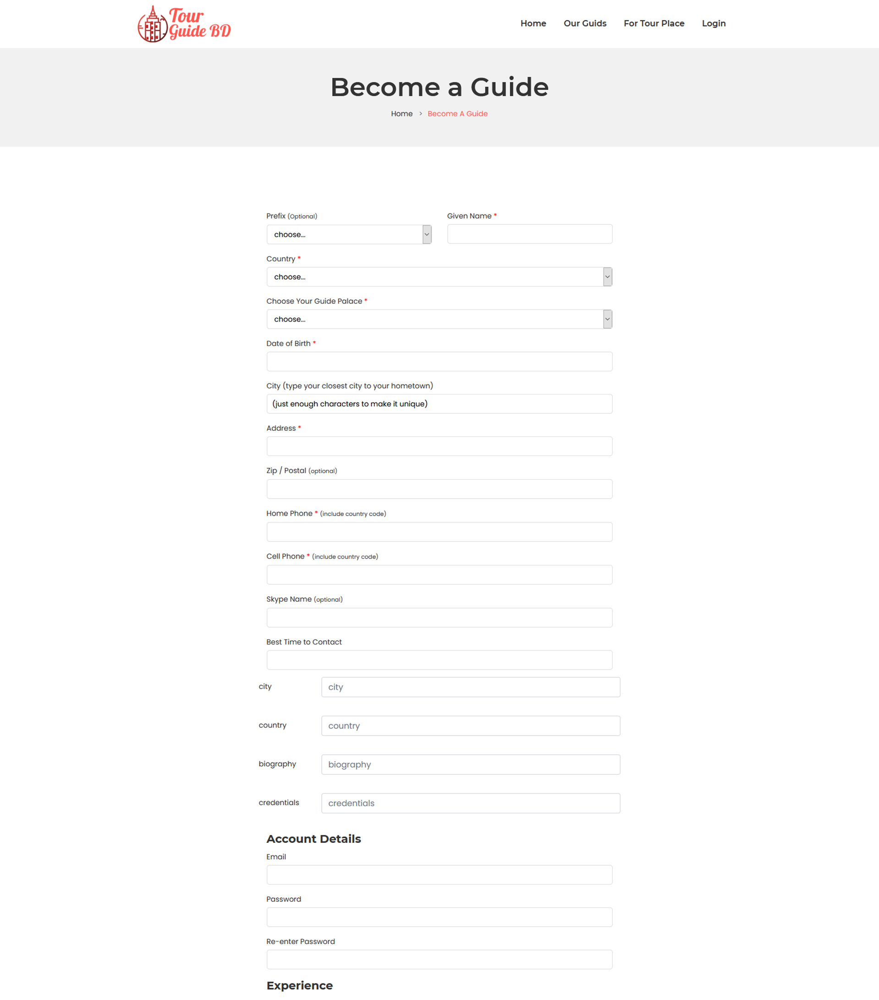 Tour
Guide BD
Home Our Guids For Tour Place Login
Become a Guide
Home > Become A Guide
Prefix (Optional) Given Name *
choose...
Country *
choose...
Choose Your Guide Palace *
choose...
Date of Birth *
City (type your closest city to your hometown)
(just enough characters to make it unique)
Address *
Zip / Postal (optional)
Home Phone * (include country code)
Cell Phone * (include country code)
Skype Name (optional)
Best Time to Contact
city city
country country
biography biography
credentials credentials
Account Details
Email
Password
Re-enter Password
Experience